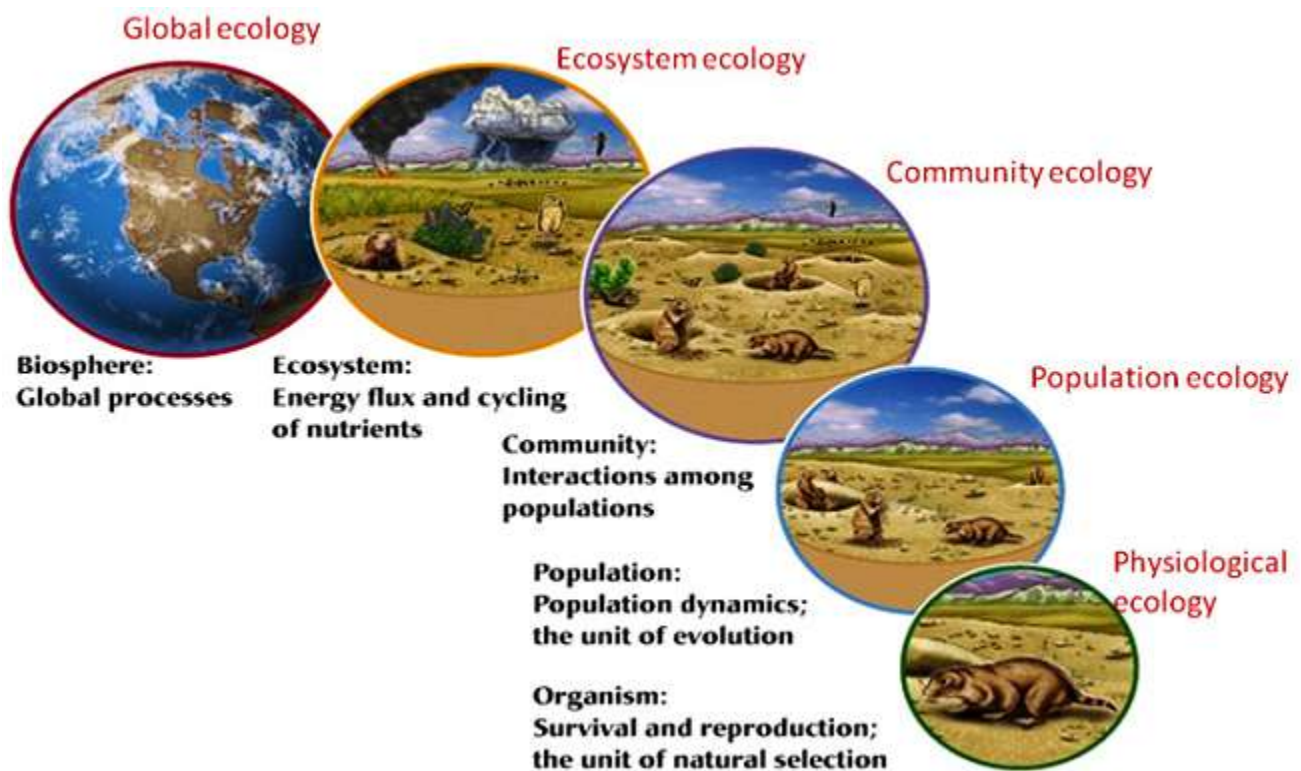 Global ecology
Ecosystem ecology
Community ecology
Biosphere:
Global processes
Ecosystem:
Energy flux and cycling
of nutrients
Population ecology
Community:
Interactions among
populations
Physiological
ecology
Population:
Population dynamics;
the unit of evolution
Organism:
Survival and reproduction;
the unit of natural selection